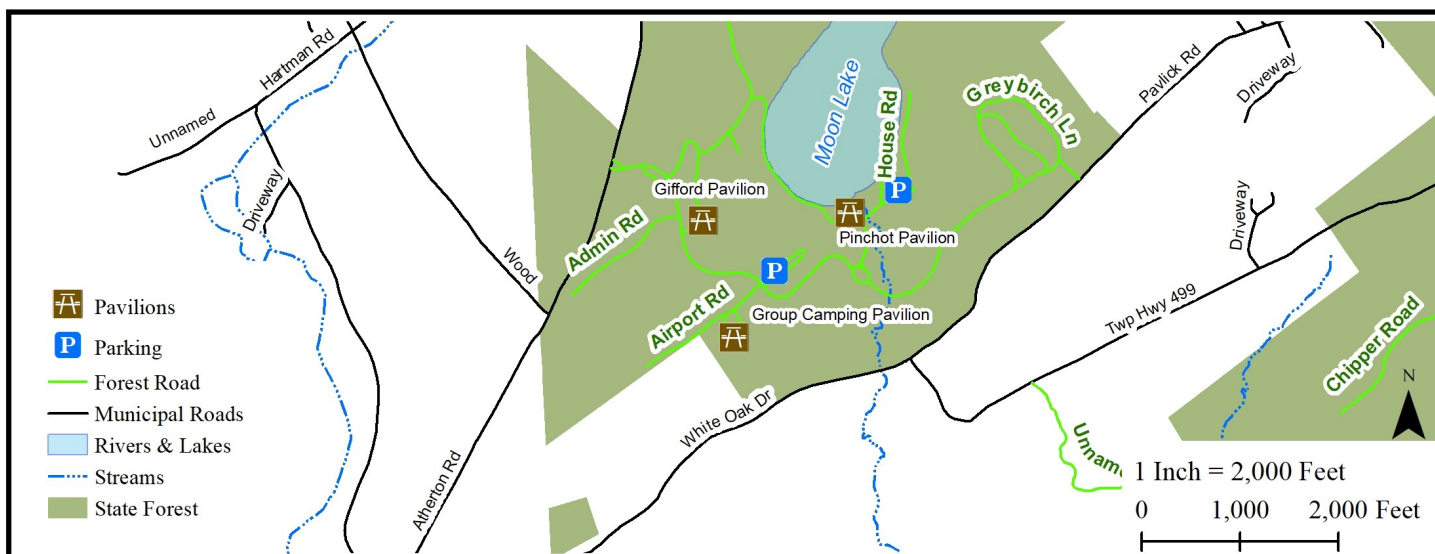 Hartman Rd
Unnamed
Driveway
Wood
Atherton Rd
Moon Lake
House Rd
Greybirch Ln
Pavlick Rd
Driveway
Gifford Pavilion
P
Admin Rd
Pinchot Pavilion
Driveway
P
Airport Rd
Group Camping Pavilion
Twp Hwy 499
Chipper Road
White Oak Dr
N
Pavilions
P Parking
Forest Road
Municipal Roads
Rivers & Lakes
Streams
State Forest
1 Inch = 2,000 Feet
0 1,000 2,000 Feet